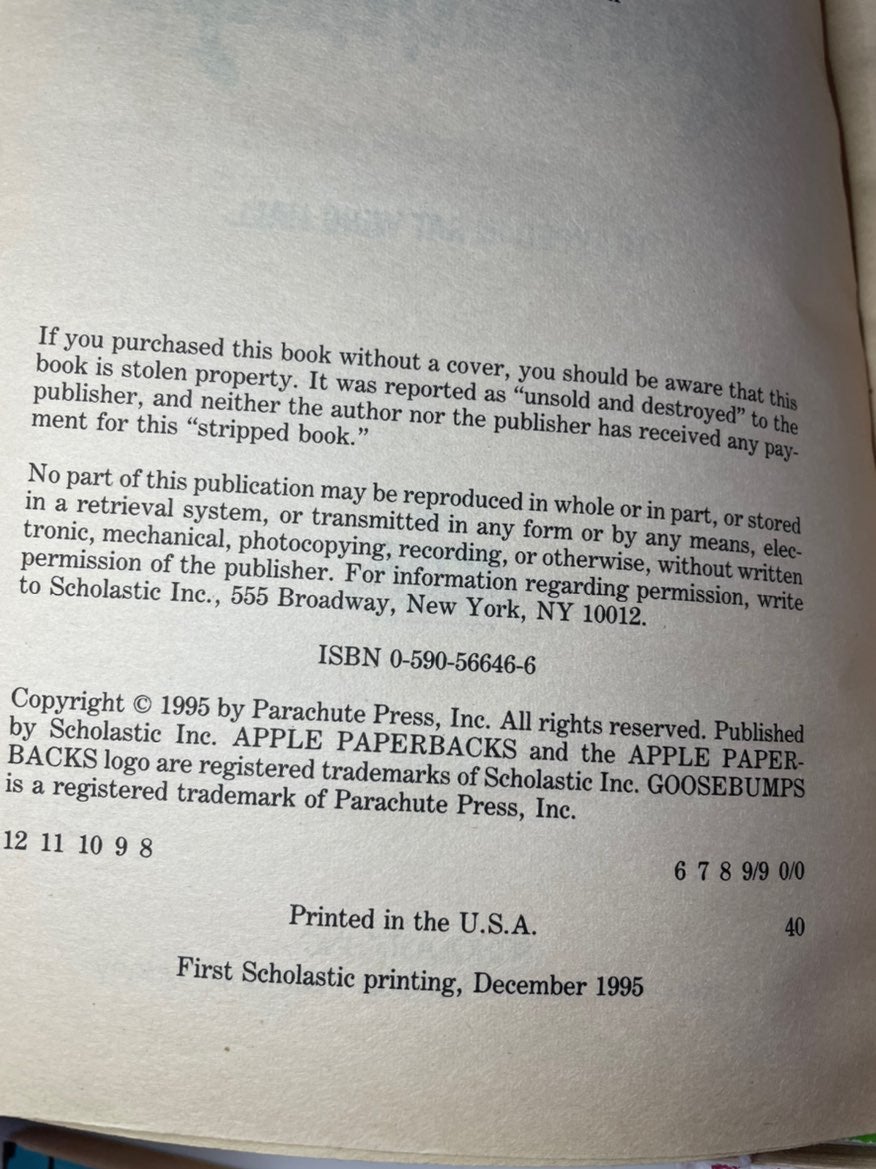 If you purchased this book without a cover, you should be aware that this
book is stolen property. It was reported as “unsold and destroyed” to the
publisher, and neither the author nor the publisher has received any pay-
ment for this “stripped book.”
No part of this publication may be reproduced in whole or in part, or stored
in a retrieval system, or transmitted in any form or by any means, elec-
tronic, mechanical, photocopying, recording, or otherwise, without written
permission of the publisher. For information regarding permission, write
to Scholastic Inc., 555 Broadway, New York, NY 10012.
ISBN 0-590-56646-6
Copyright © 1995 by Parachute Press, Inc. All rights reserved. Published
by Scholastic Inc. APPLE PAPERBACKS and the APPLE PAPER-
BACKS logo are registered trademarks of Scholastic Inc. GOOSEBUMPS
is a registered trademark of Parachute Press, Inc.
12 11 10 9 8
6 7 8 9/9 0/0
Printed in the U.S.A.
40
First Scholastic printing, December 1995